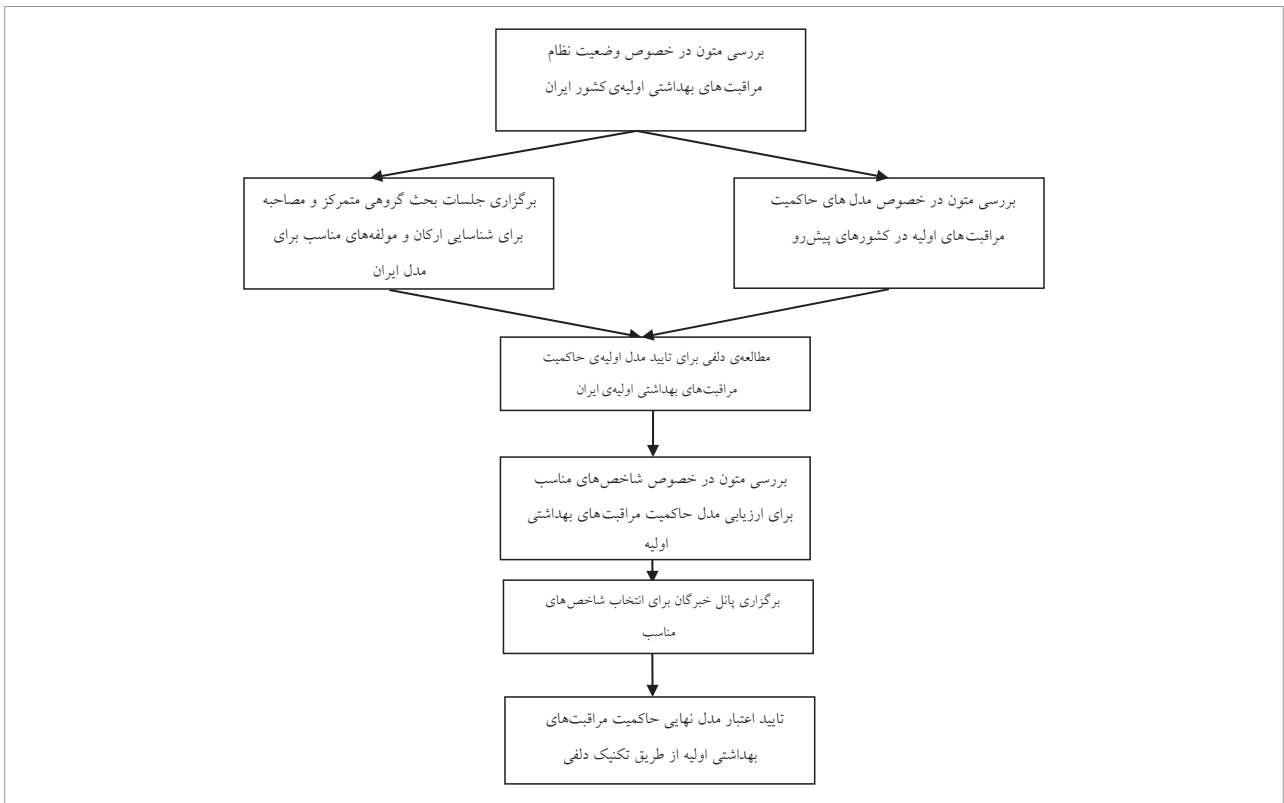 بررسی متون در خصوص وضعیت نظام
مراقبت‌های بهداشتی اولیه‌ی کشور ایران
بررسی متون در خصوص مدل های حاکمیت
مراقبت‌های اولیه در کشورهای پیش‌رو
برگزاری جلسات بحث گروهی متمرکز و مصاحبه
برای شناسایی ارکان و مولفه‌های مناسب برای
مدل ایران
مطالعه‌ی دلفی برای تایید مدل اولیه‌ی حاکمیت
مراقبت‌های بهداشتی اولیه‌ی ایران
بررسی متون در خصوص شاخص‌های مناسب
برای ارزیابی مدل حاکمیت مراقبت‌های بهداشتی
اولیه
برگزاری پانل خبرگان برای انتخاب شاخص‌های
مناسب
تایید اعتبار مدل نهایی حاکمیت مراقبت‌های
بهداشتی اولیه از طریق تکنیک دلفی